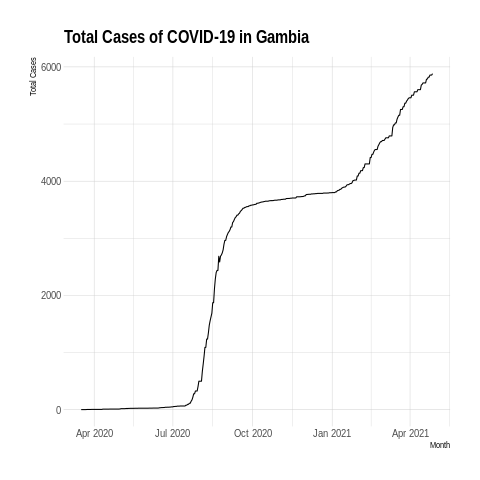 Total Cases of COVID-19 in Gambia
Total Cases
6000
4000
2000
0
Apr 2020 Jul 2020 Oct 2020 Jan 2021 Apr 2021
Month